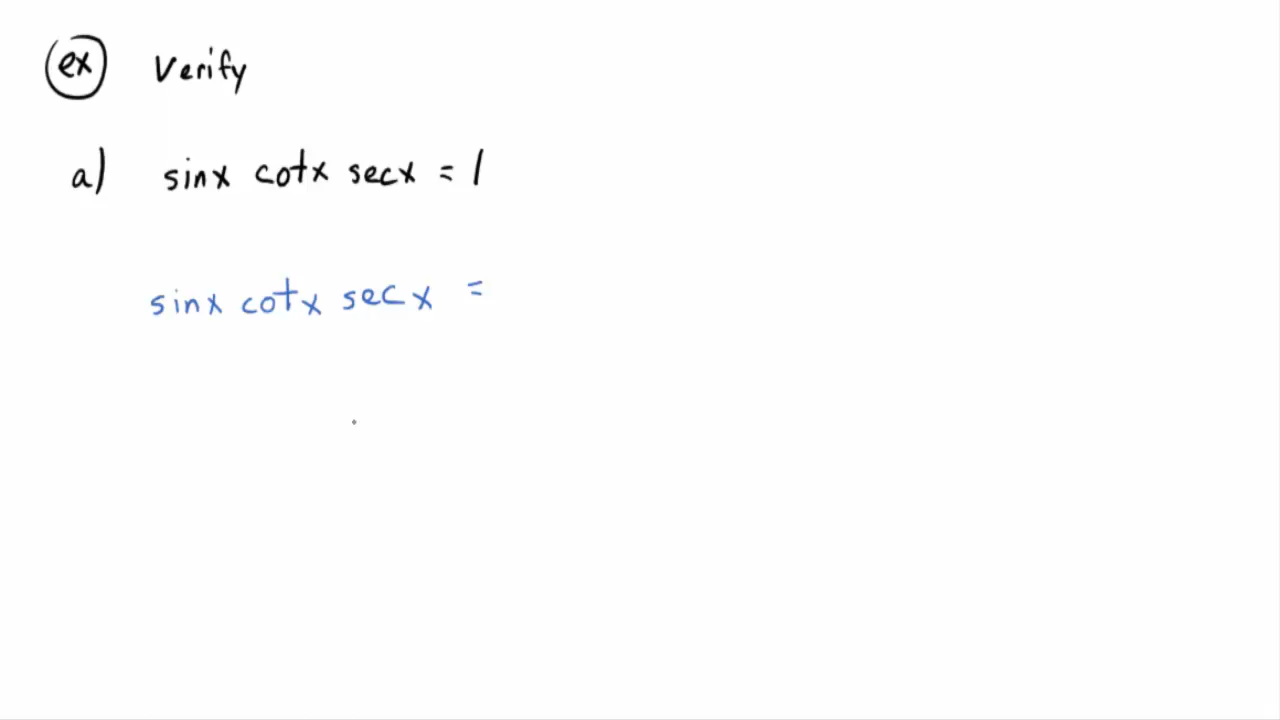 ex Verify
a) sinx cotx secx = 1
sinx cotx secx =